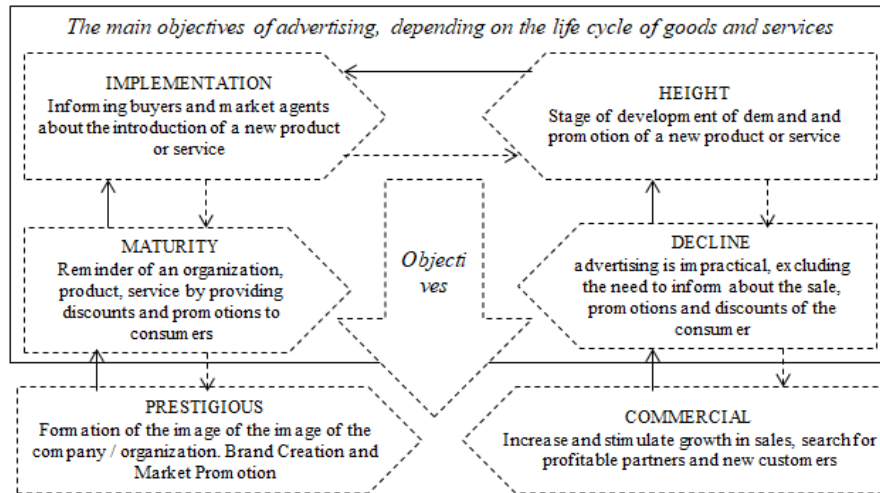 The main objectives of advertising, depending on the life cycle of goods and services
IMPLEMENTATION
Informing buyers and market agents
about the introduction of a new product
or service
HEIGHT
Stage of development of demand and
promotion of a new product or service
MATURITY
Reminder of an organization,
product, service by providing
discounts and promotions to
consumers
Objecti
ves
DECLINE
advertising is impractical, excluding
the need to inform about the sale,
promotions and discounts of the
consumer
PRESTIGIOUS
Formation of the image of the image of the
company / organization. Brand Creation and
Market Promotion
COMMERCIAL
Increase and stimulate growth in sales, search for
profitable partners and new customers